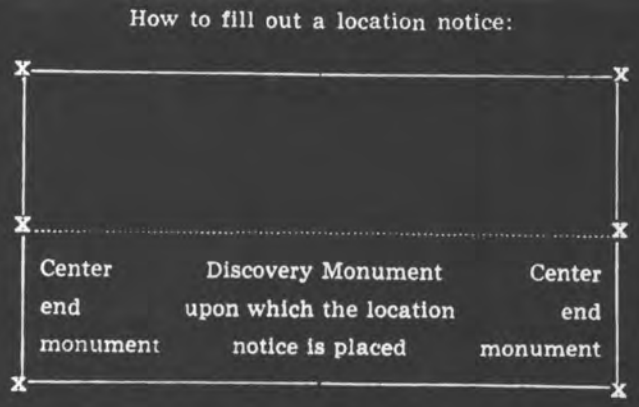 How to fill out a location notice:
X X
X X
Center Discovery Monument Center
end upon which the location end
monument notice is placed monument
X X